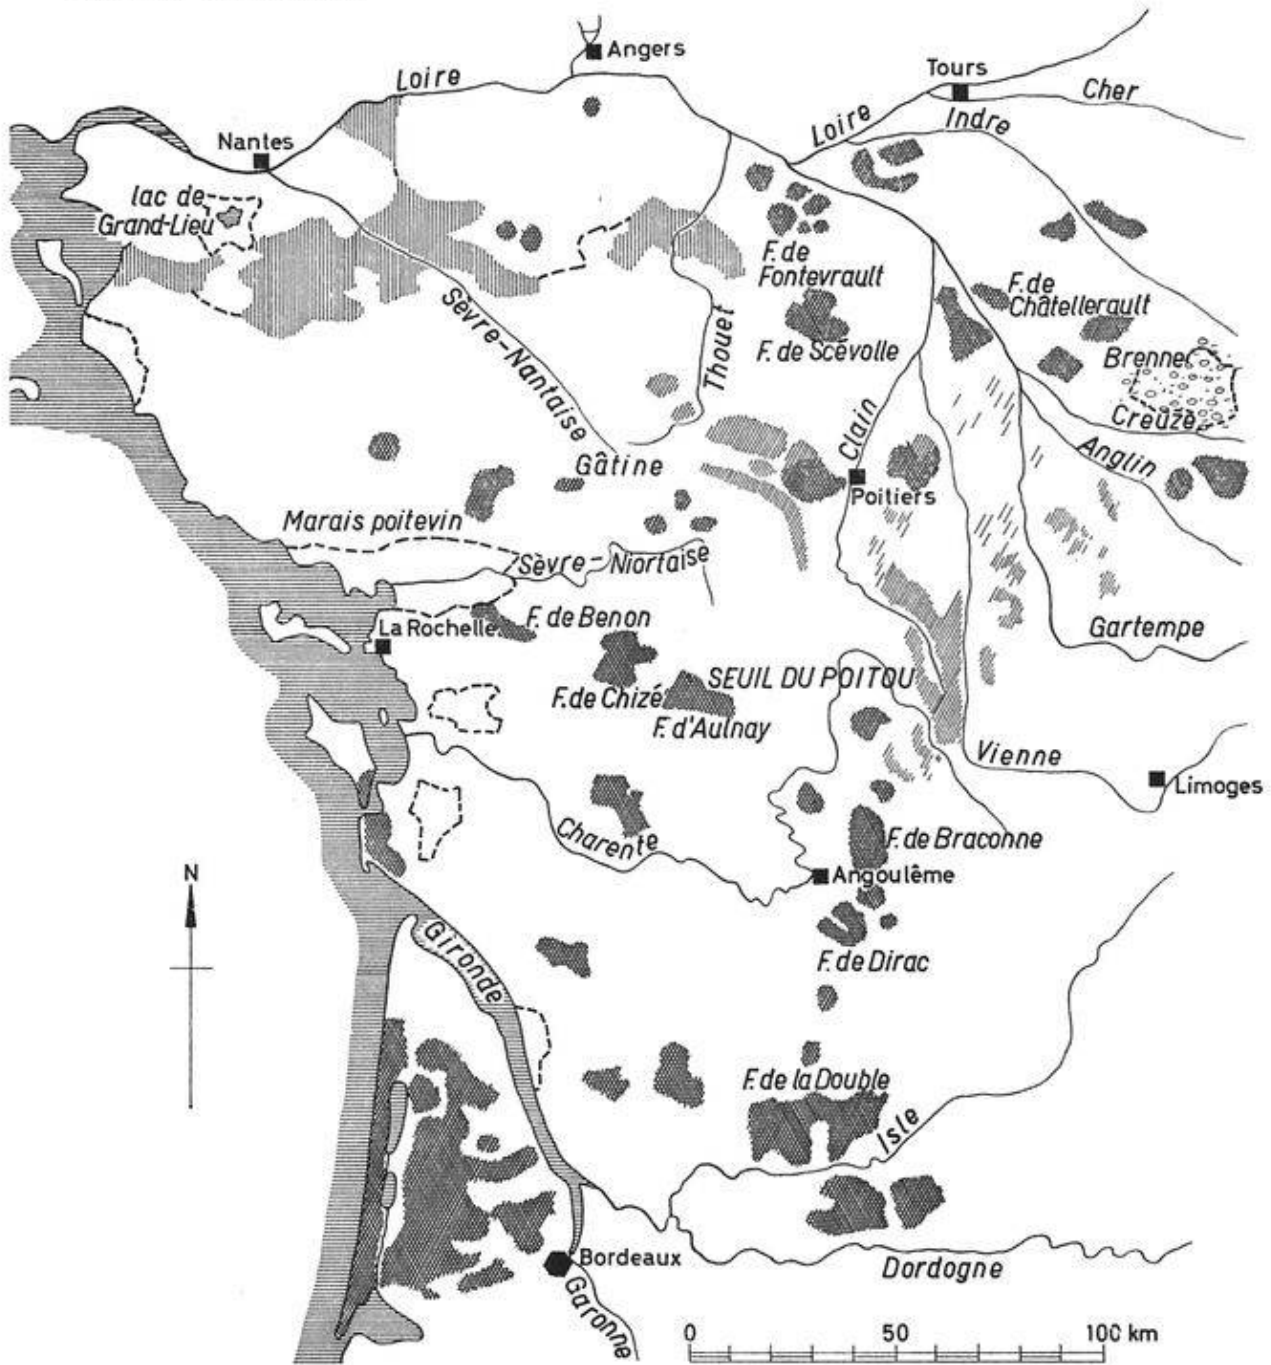 Angers
Loire
Tours
Cher
Loire
Indre
Nantes
lac de
Grand-Lieu
F. de
Fontevrault
F. de
Châtellerault
Sèvre-Nantaise
Thouet
F. de Scévolle
Brenne
Creuze
Clain
Anglin
Gâtine
Poitiers
Marais poitevin
Sèvre-Niortaise
F. de Benon
La Rochelle
Gartempe
SEUIL DU POITOU
F. de Chizé
F. d'Aulnay
Vienne
Limoges
Charente
F. de Braconne
Angoulême
N
Gironde
F. de Dirac
F. de la Double
Isle
Bordeaux
Dordogne
Garonne
0 50 100 km